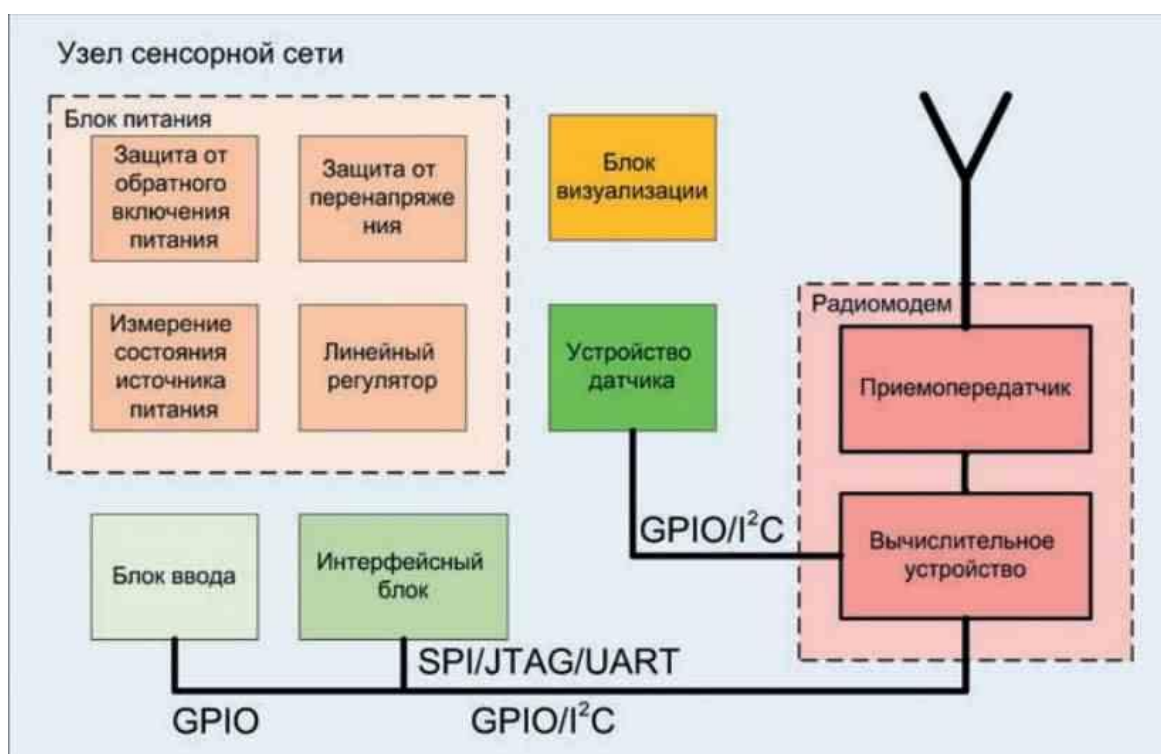 Узел сенсорной сети
Блок питания
Защита от
обратного
включения
питания
Защита от
перенапряже
ния
Измерение
состояния
источника
питания
Линейный
регулятор
Блок
визуализации
Устройство
датчика
Радиомодем
Приемопередатчик
Вычислительное
устройство
GPIO/I²C
Блок ввода
Интерфейсный
блок
SPI/JTAG/UART
GPIO
GPIO/I²C